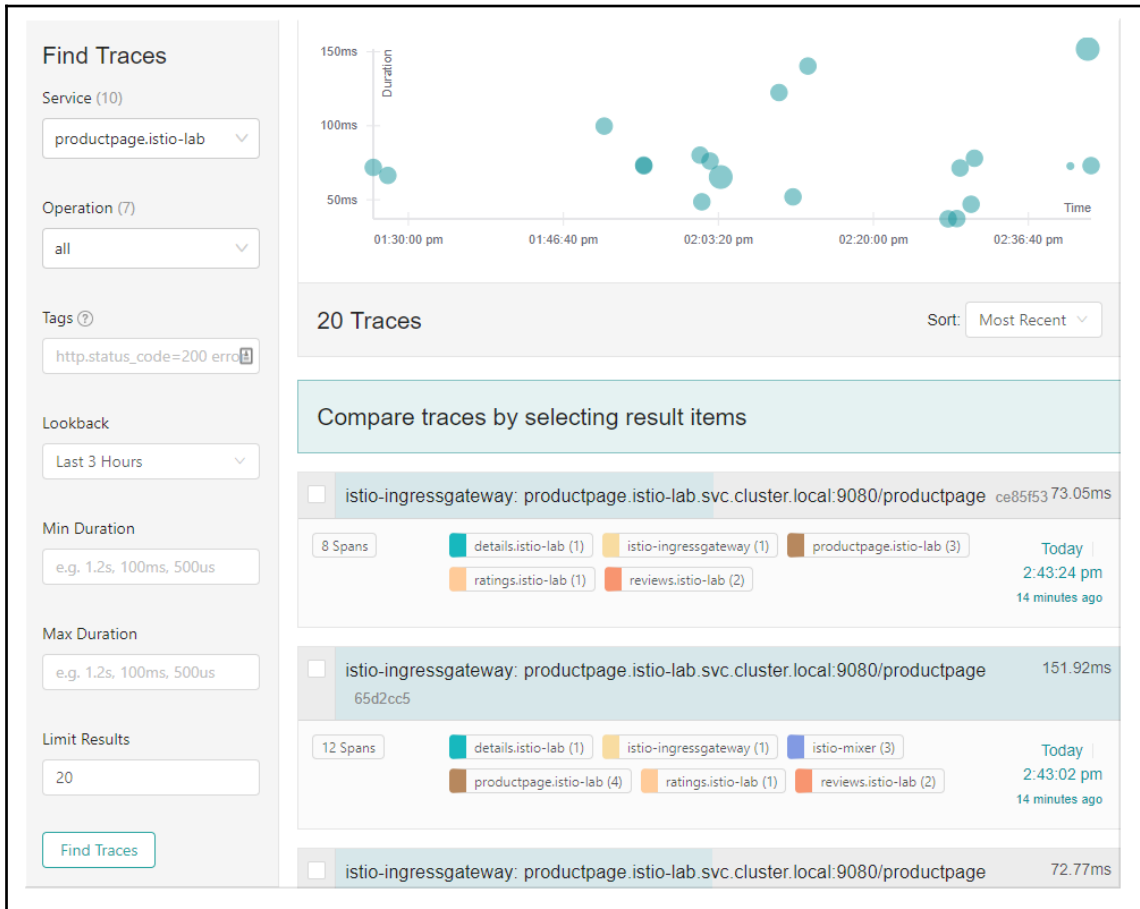 Find Traces
Service (10)
productpage.istio-lab
Operation (7)
all
Tags ?
http.status_code=200 erro
Lookback
Last 3 Hours
Min Duration
e.g. 1.2s, 100ms, 500us
Max Duration
e.g. 1.2s, 100ms, 500us
Limit Results
20
Find Traces
150ms
Duration
100ms
50ms
Time
01:30:00 pm 01:46:40 pm 02:03:20 pm 02:20:00 pm 02:36:40 pm
20 Traces
Sort: Most Recent
Compare traces by selecting result items
istio-ingressgateway: productpage.istio-lab.svc.cluster.local:9080/productpage ce85f53 73.05ms
8 Spans details.istio-lab (1) istio-ingressgateway (1) productpage.istio-lab (3)
ratings.istio-lab (1) reviews.istio-lab (2)
Today
2:43:24 pm
14 minutes ago
istio-ingressgateway: productpage.istio-lab.svc.cluster.local:9080/productpage 151.92ms
65d2cc5
12 Spans details.istio-lab (1) istio-ingressgateway (1) istio-mixer (3)
productpage.istio-lab (4) ratings.istio-lab (1) reviews.istio-lab (2)
Today
2:43:02 pm
14 minutes ago
istio-ingressgateway: productpage.istio-lab.svc.cluster.local:9080/productpage 72.77ms